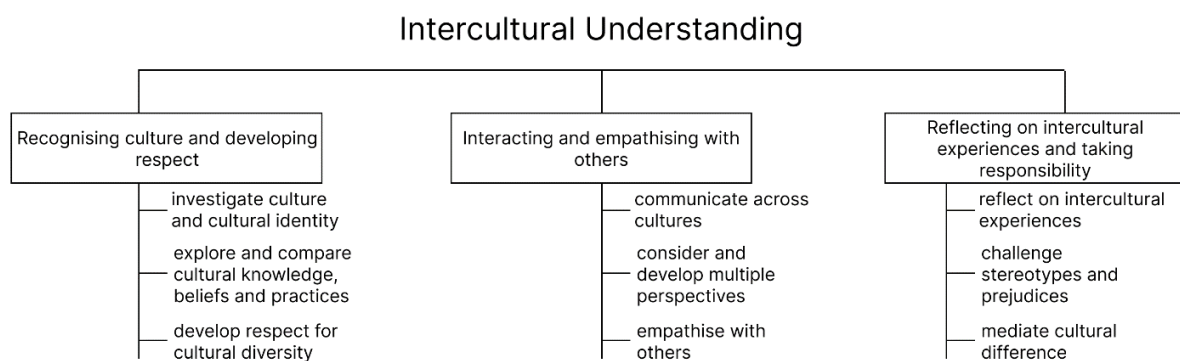 Intercultural Understanding
Recognising culture and developing
respect
investigate culture
and cultural identity
explore and compare
cultural knowledge,
beliefs and practices
develop respect for
cultural diversity
Interacting and empathising with
others
communicate across
cultures
consider and
develop multiple
perspectives
empathise with
others
Reflecting on intercultural
experiences and taking
responsibility
reflect on intercultural
experiences
challenge
stereotypes and
prejudices
mediate cultural
difference